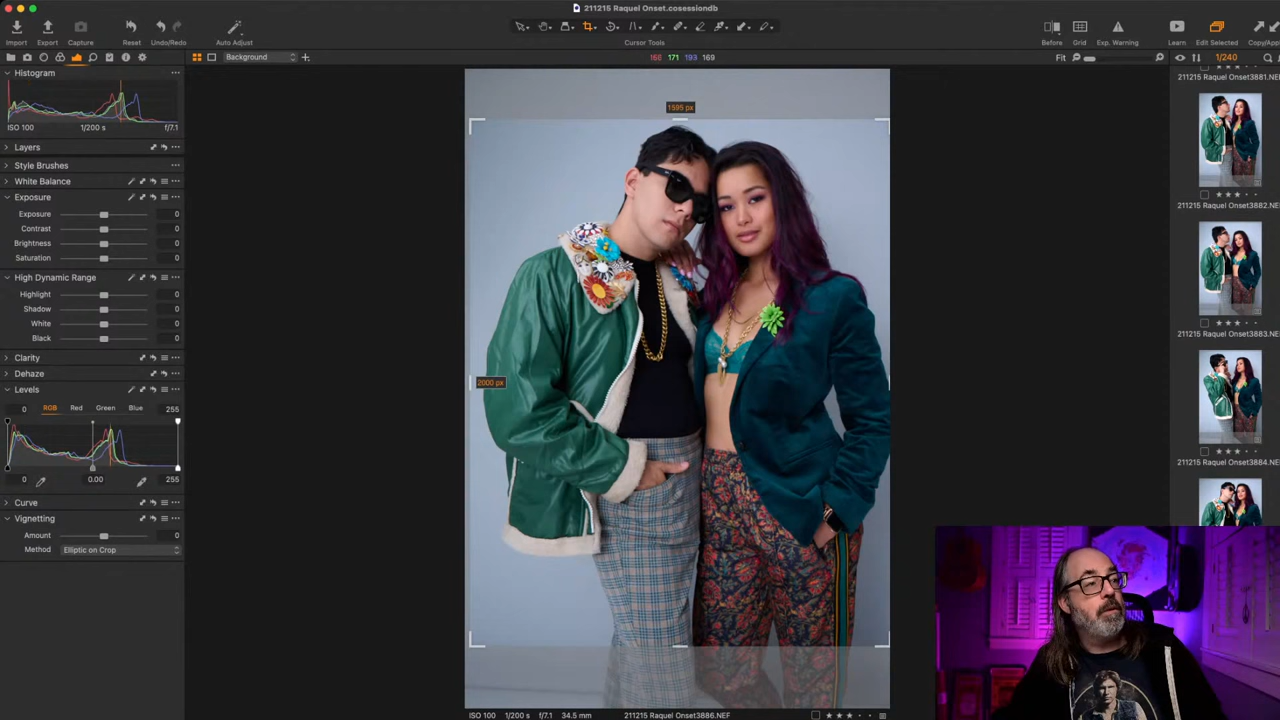 211215 Raquel Onset.cosessiondb
Import
Export
Capture
Reset
Undo/Redo
Auto Adjust
Cursor Tools
Before
Grid
Exp. Warning
Learn
Edit Selected
Copy/App
Background
166 171 193 169
Fit
1/240
Histogram
ISO 100 1/200 s f/7.1
Layers
Style Brushes
White Balance
Exposure
Exposure 0
Contrast 0
Brightness 0
Saturation 0
High Dynamic Range
Highlight 0
Shadow 0
White 0
Black 0
Clarity
Dehaze
Levels
0 RGB Red Green Blue 255
0 0.00 255
Curve
Vignetting
Amount 0
Method Elliptic on Crop
1595 px
2000 px
ISO 100 1/200 s f/7.1 34.5 mm 211215 Raquel Onset3886.NEF
211215 Raquel Onset3881.NEF
211215 Raquel Onset3882.NEF
211215 Raquel Onset3883.NEF
211215 Raquel Onset3884.NEF